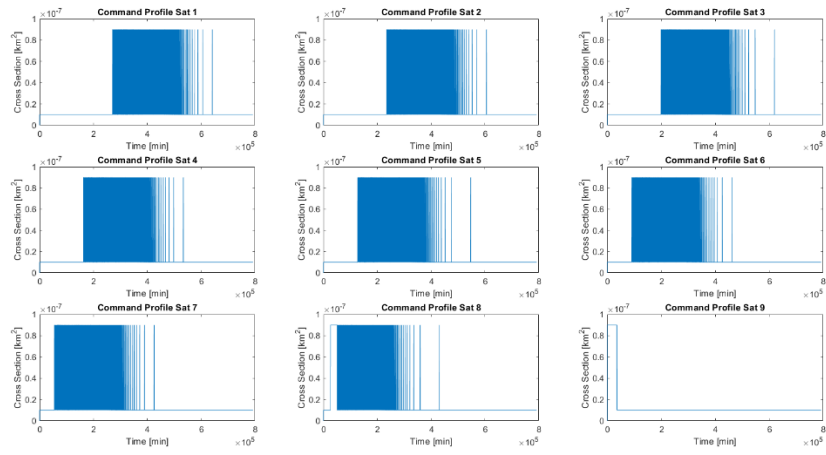 Command Profile Sat 1
×10⁻⁷
Cross Section [km²]
1
0.8
0.6
0.4
0.2
0
0 2 4 6 8
Time [min] ×10⁵
Command Profile Sat 2
×10⁻⁷
Cross Section [km²]
1
0.8
0.6
0.4
0.2
0
0 2 4 6 8
Time [min] ×10⁵
Command Profile Sat 3
×10⁻⁷
Cross Section [km²]
1
0.8
0.6
0.4
0.2
0
0 2 4 6 8
Time [min] ×10⁵
Command Profile Sat 4
×10⁻⁷
Cross Section [km²]
1
0.8
0.6
0.4
0.2
0
0 2 4 6 8
Time [min] ×10⁵
Command Profile Sat 5
×10⁻⁷
Cross Section [km²]
1
0.8
0.6
0.4
0.2
0
0 2 4 6 8
Time [min] ×10⁵
Command Profile Sat 6
×10⁻⁷
Cross Section [km²]
1
0.8
0.6
0.4
0.2
0
0 2 4 6 8
Time [min] ×10⁵
Command Profile Sat 7
×10⁻⁷
Cross Section [km²]
1
0.8
0.6
0.4
0.2
0
0 2 4 6 8
Time [min] ×10⁵
Command Profile Sat 8
×10⁻⁷
Cross Section [km²]
1
0.8
0.6
0.4
0.2
0
0 2 4 6 8
Time [min] ×10⁵
Command Profile Sat 9
×10⁻⁷
Cross Section [km²]
1
0.8
0.6
0.4
0.2
0
0 2 4 6 8
Time [min] ×10⁵